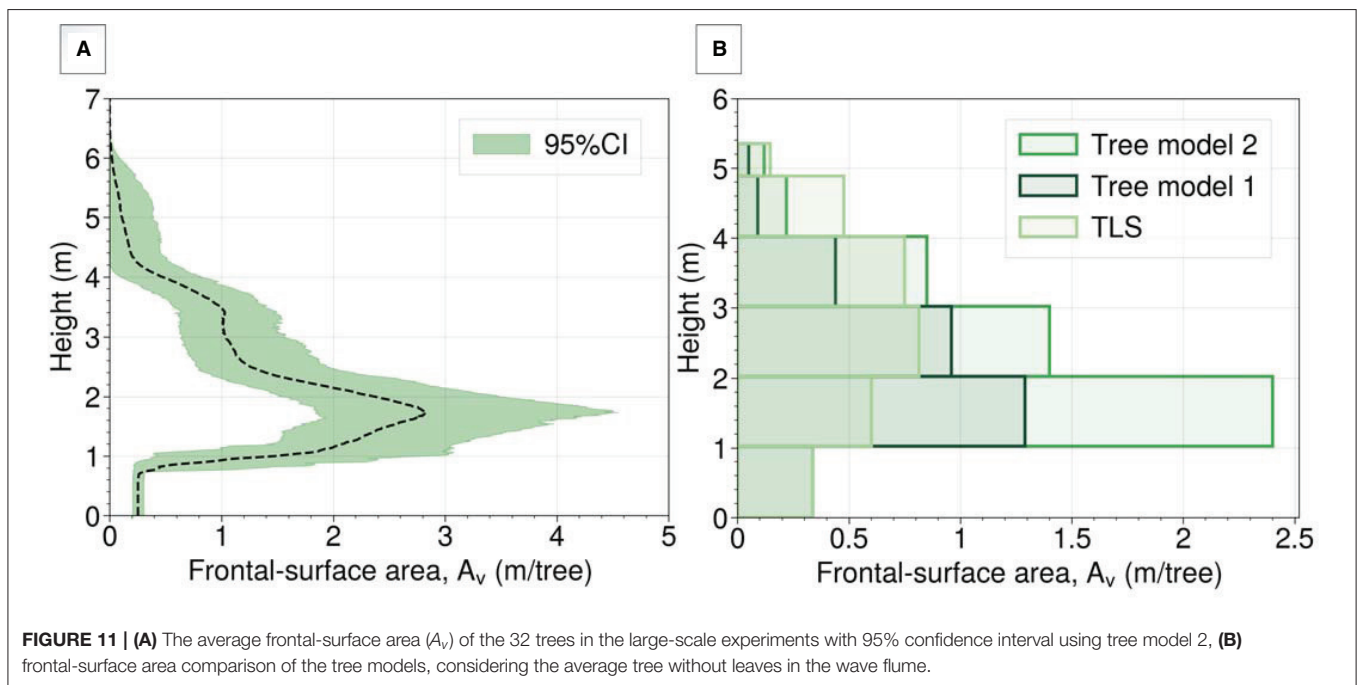 A
7
6
5
4
3
2
1
0
Height (m)
95%CI
0 1 2 3 4 5
Frontal-surface area, Aᵥ (m/tree)
B
6
5
4
3
2
1
0
Height (m)
Tree model 2
Tree model 1
TLS
0 0.5 1 1.5 2 2.5
Frontal-surface area, Aᵥ (m/tree)
FIGURE 11 | (A) The average frontal-surface area (Aᵥ) of the 32 trees in the large-scale experiments with 95% confidence interval using tree model 2, (B)
frontal-surface area comparison of the tree models, considering the average tree without leaves in the wave flume.